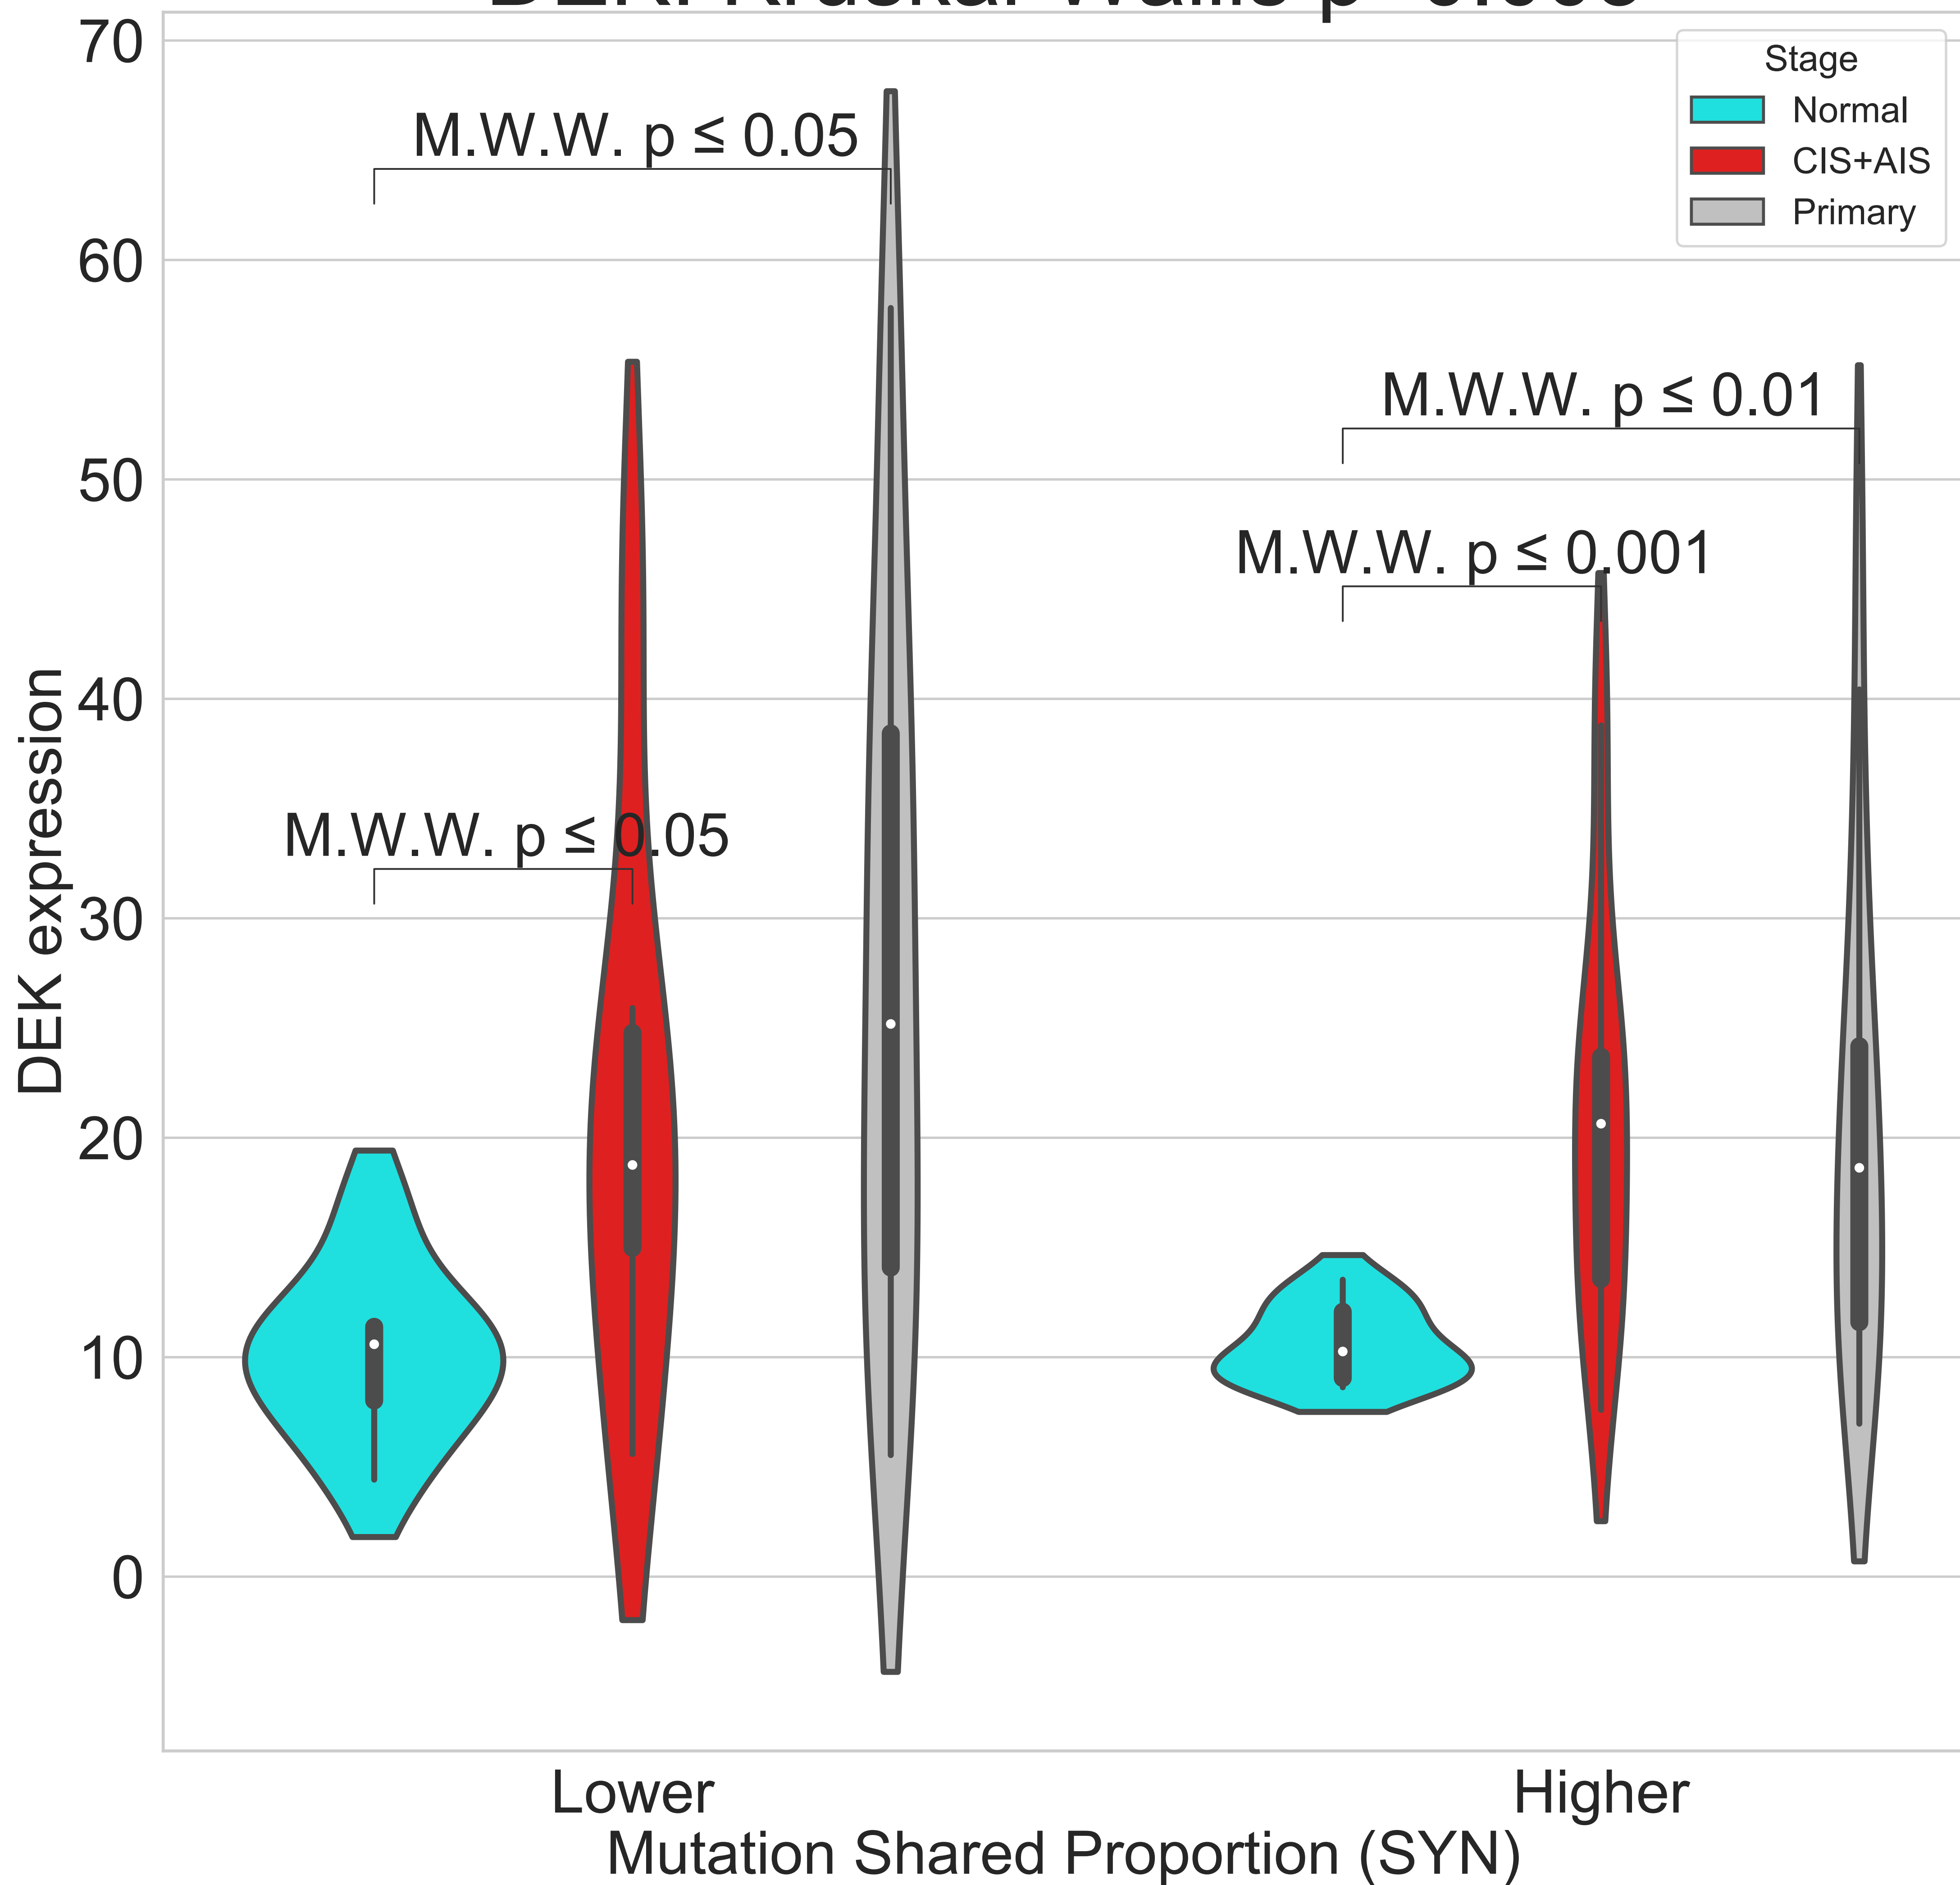 70
60
50
40
30
20
10
0
DEK expression
M.W.W. p ≤ 0.05
M.W.W. p ≤ 0.05
M.W.W. p ≤ 0.01
M.W.W. p ≤ 0.001
Stage
Normal
CIS+AIS
Primary
Lower
Higher
Mutation Shared Proportion (SYN)